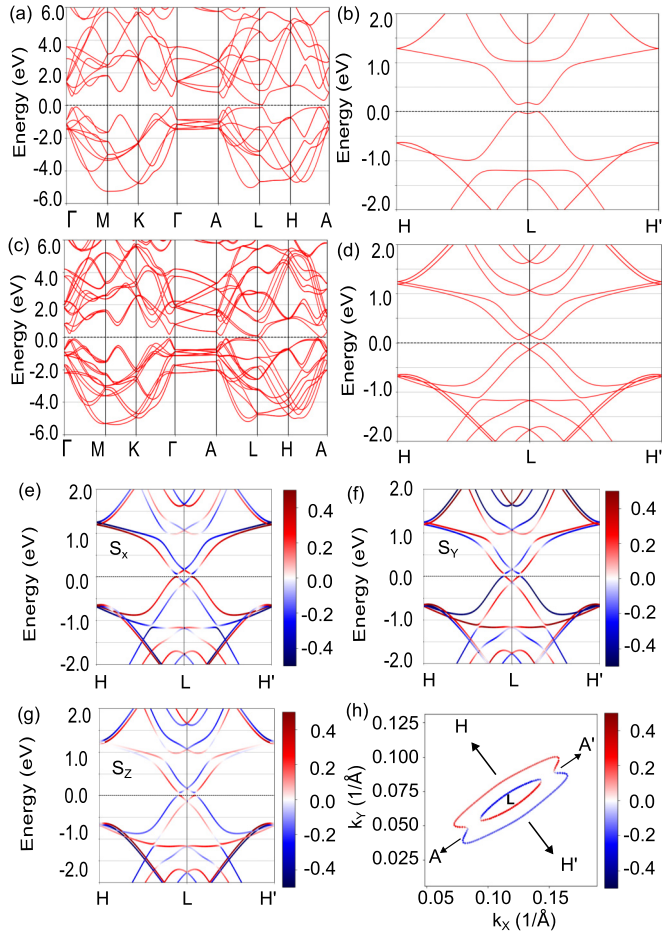 (a)
6.0
4.0
2.0
0.0
-2.0
-4.0
-6.0
Energy (eV)
Γ M K Γ A L H A
(b)
2.0
1.0
0.0
-1.0
-2.0
Energy (eV)
H L H'
(c)
6.0
4.0
2.0
0.0
-2.0
-4.0
-6.0
Energy (eV)
Γ M K Γ A L H A
(d)
2.0
1.0
0.0
-1.0
-2.0
Energy (eV)
H L H'
(e)
2.0
1.0
0.0
-1.0
-2.0
Energy (eV)
SX
H L H'
0.4
0.2
0.0
-0.2
-0.4
(f)
2.0
1.0
0.0
-1.0
-2.0
Energy (eV)
SY
H L H'
0.4
0.2
0.0
-0.2
-0.4
(g)
2.0
1.0
0.0
-1.0
-2.0
Energy (eV)
SZ
H L H'
0.4
0.2
0.0
-0.2
-0.4
(h)
0.125
0.100
0.075
0.050
0.025
kY (1/Å)
H
A'
L
A
H'
0.05 0.10 0.15
kX (1/Å)
0.4
0.2
0.0
-0.2
-0.4